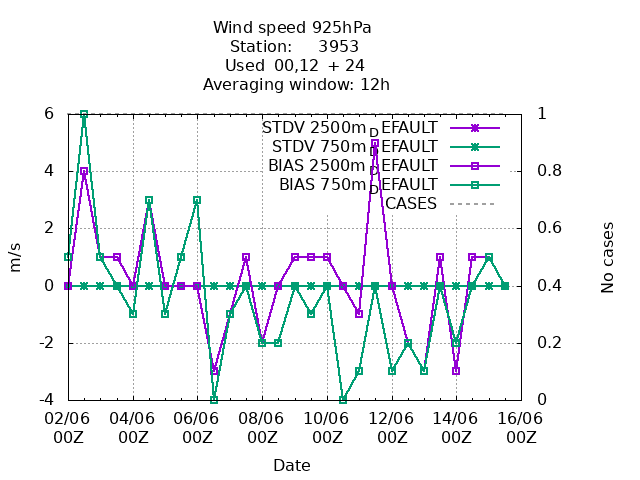 Wind speed 925hPa
Station: 3953
Used 00,12 + 24
Averaging window: 12h
6 1
STDV 2500m DEFAULT
STDV 750m DEFAULT
4 0.8
BIAS 2500m DEFAULT
BIAS 750m DEFAULT
CASES
2 0.6
m/s
No cases
0 0.4
-2 0.2
-4 0
02/06 04/06 06/06 08/06 10/06 12/06 14/06 16/06
00Z 00Z 00Z 00Z 00Z 00Z 00Z 00Z
Date